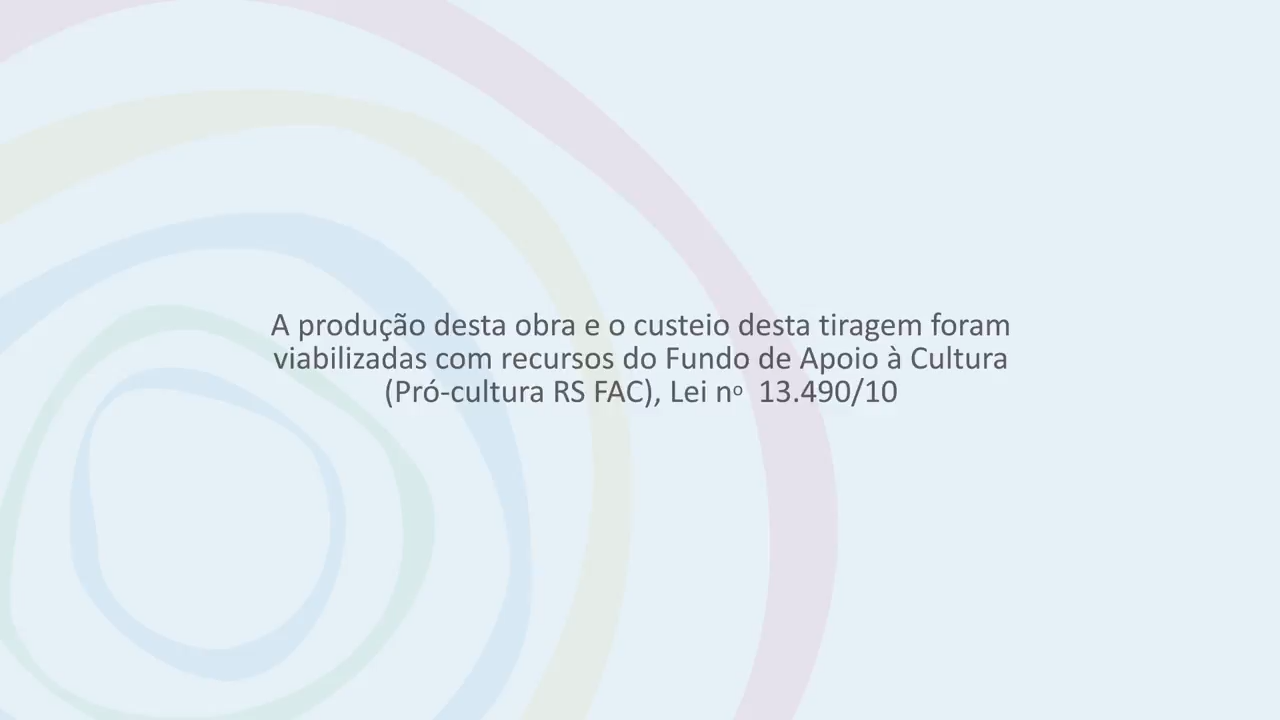 A produção desta obra e o custeio desta tiragem foram
viabilizadas com recursos do Fundo de Apoio à Cultura
(Pró-cultura RS FAC), Lei nº 13.490/10